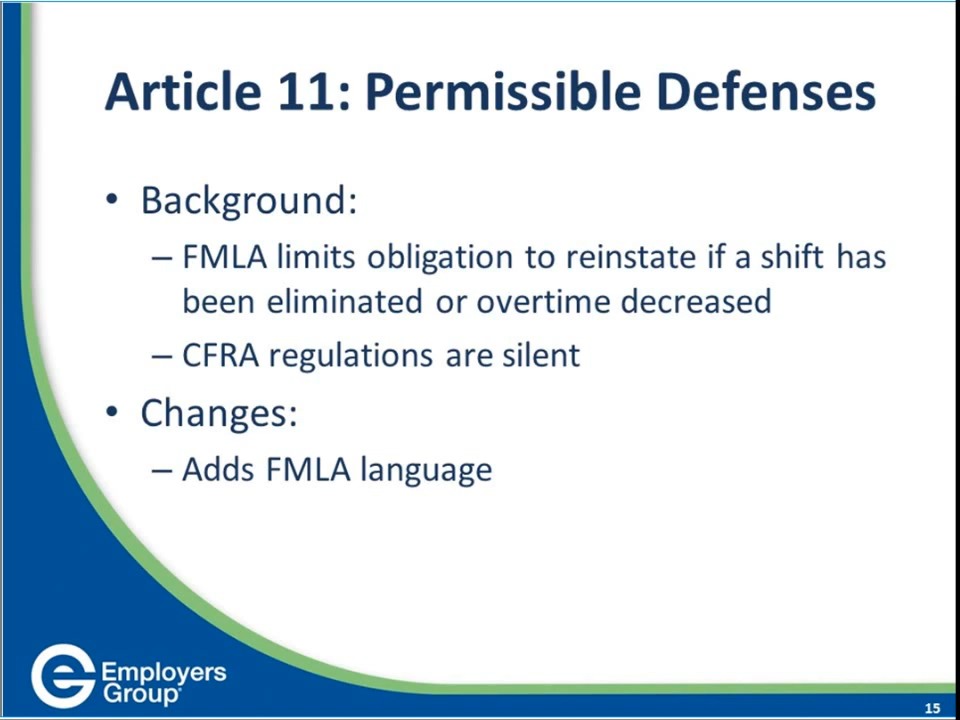 Article 11: Permissible Defenses
• Background:
– FMLA limits obligation to reinstate if a shift has
been eliminated or overtime decreased
– CFRA regulations are silent
• Changes:
– Adds FMLA language
Employers
Group
15